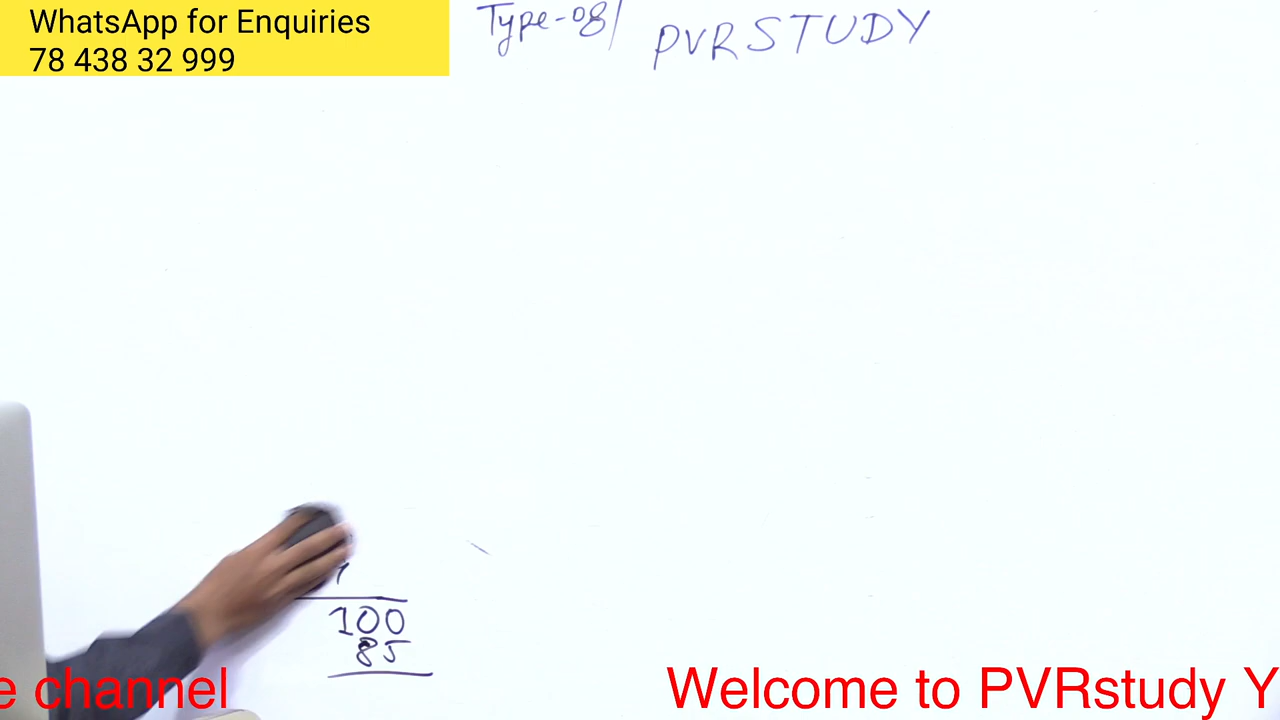 WhatsApp for Enquiries
78 438 32 999
Type-08/ PVRSTUDY
100
85
e channel Welcome to PVRstudy Y